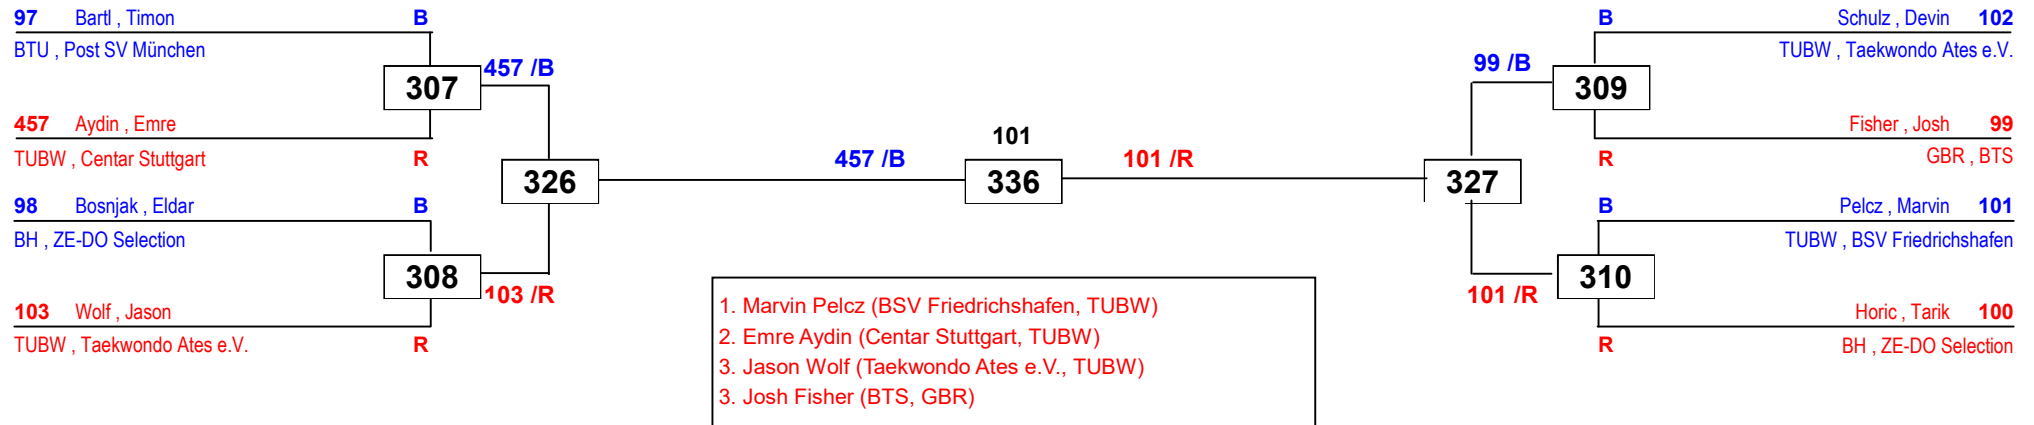 97 Bartl , Timon B
BTU , Post SV München
307
457 /B
457 Aydin , Emre
TUBW , Centar Stuttgart R
326
98 Bosnjak , Eldar B
BH , ZE-DO Selection
308
103 /R
103 Wolf , Jason
TUBW , Taekwondo Ates e.V. R
457 /B
101
336
101 /R
B Schulz , Devin 102
TUBW , Taekwondo Ates e.V.
99 /B
309
Fisher , Josh 99
R GBR , BTS
327
B Pelcz , Marvin 101
TUBW , BSV Friedrichshafen
310
101 /R
Horic , Tarik 100
R BH , ZE-DO Selection
1. Marvin Pelcz (BSV Friedrichshafen, TUBW)
2. Emre Aydin (Centar Stuttgart, TUBW)
3. Jason Wolf (Taekwondo Ates e.V., TUBW)
3. Josh Fisher (BTS, GBR)